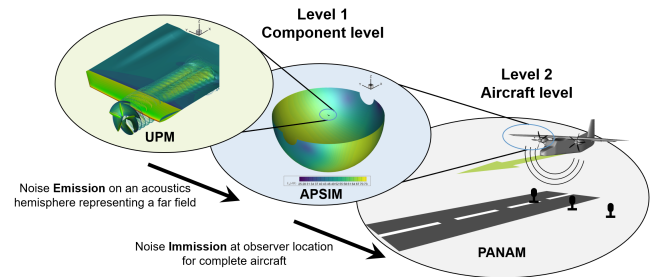 Level 1
Component level
Level 2
Aircraft level
UPM
APSIM
Noise Emission on an acoustics
hemisphere representing a far field
Noise Immission at observer location
for complete aircraft
PANAM